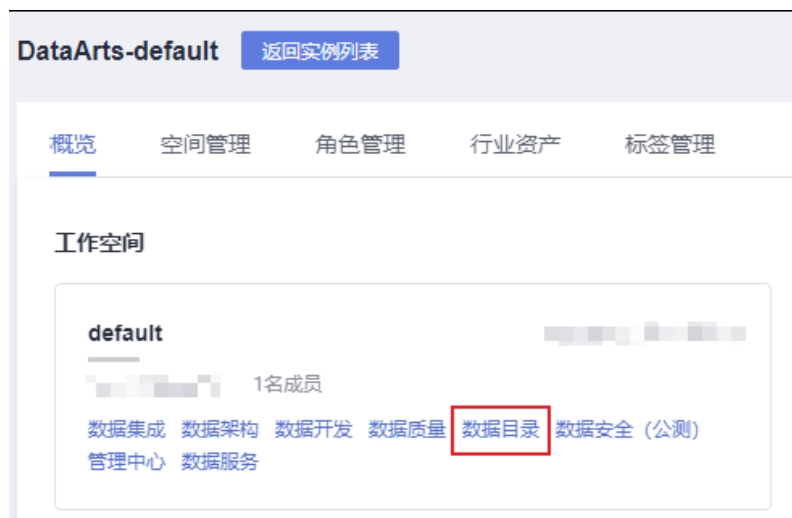 DataArts-default 返回实例列表
概览 空间管理 角色管理 行业资产 标签管理
工作空间
default
1名成员
数据集成 数据架构 数据开发 数据质量 数据目录 数据安全（公测）
管理中心 数据服务